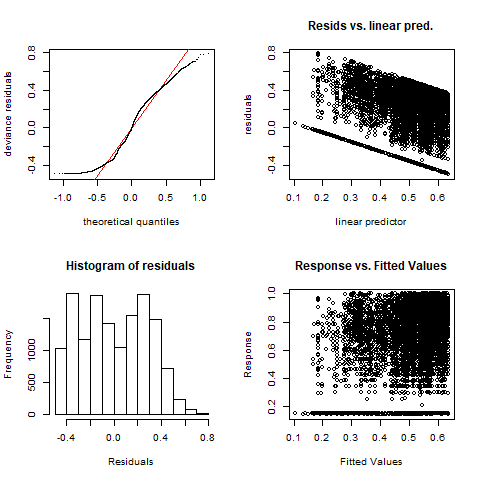 deviance residuals
-0.4 0.0 0.4 0.8
-1.0 -0.5 0.0 0.5 1.0
theoretical quantiles
Resids vs. linear pred.
residuals
-0.4 0.0 0.4 0.8
0.1 0.2 0.3 0.4 0.5 0.6
linear predictor
Histogram of residuals
Frequency
0 500 1000
-0.4 0.0 0.4 0.8
Residuals
Response vs. Fitted Values
Response
0.2 0.4 0.6 0.8 1.0
0.1 0.2 0.3 0.4 0.5 0.6
Fitted Values